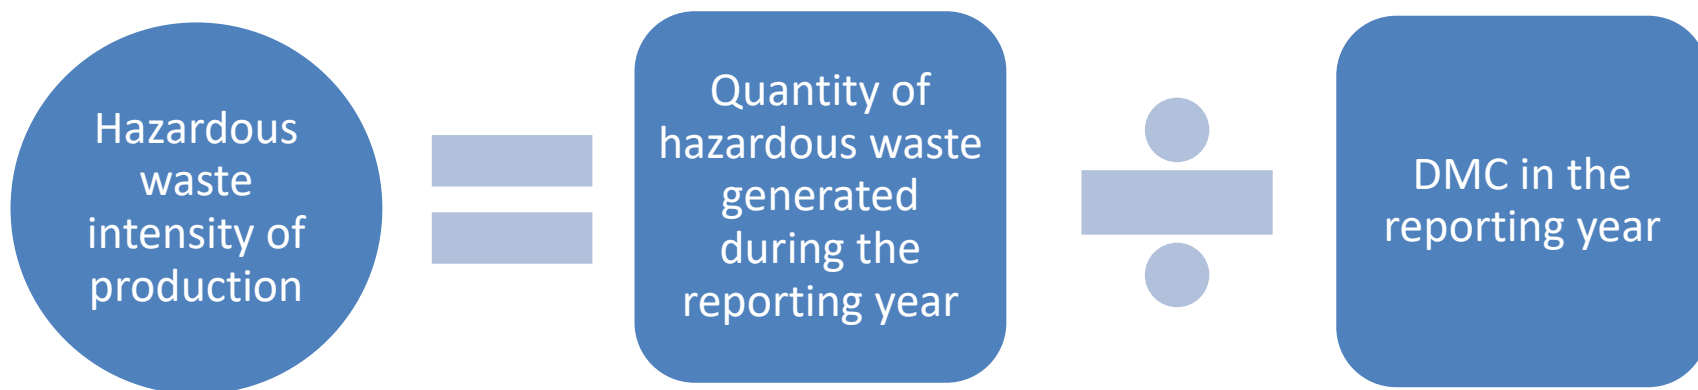 Hazardous
waste
intensity of
production
Quantity of
hazardous waste
generated
during the
reporting year
DMC in the
reporting year